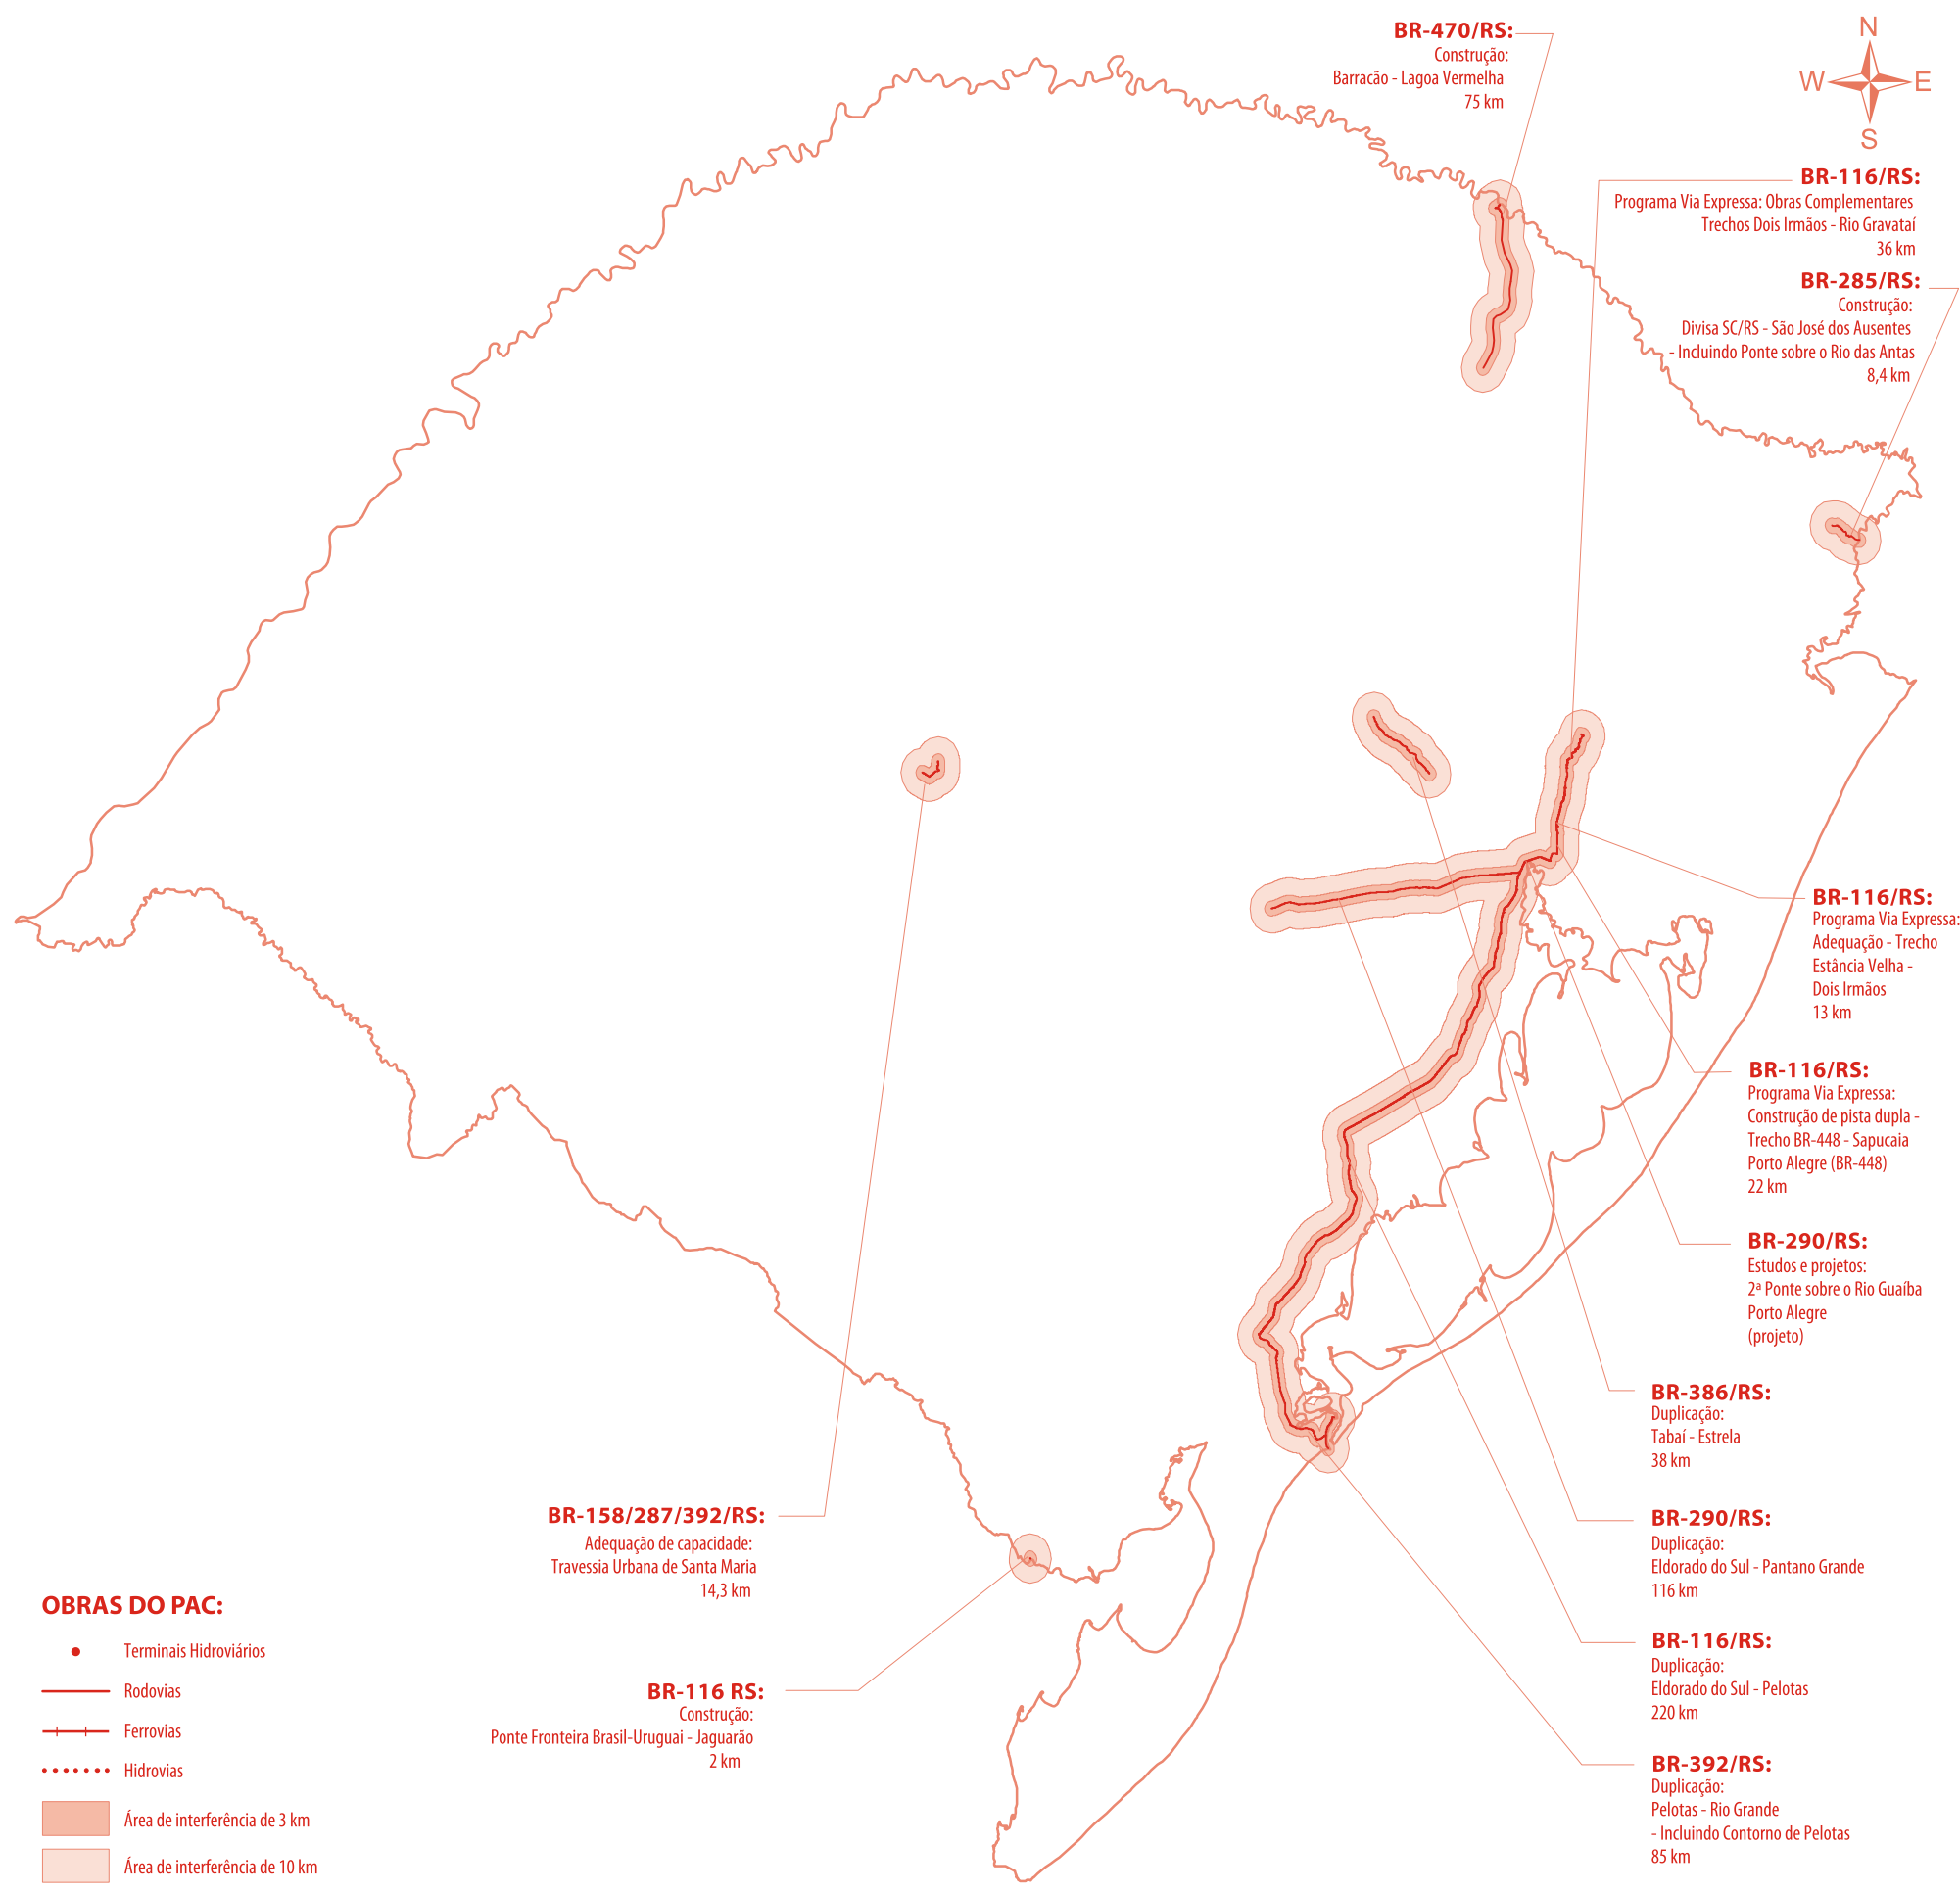 BR-470/RS:
Construção:
Barracão - Lagoa Vermelha
75 km
N
W
E
S
BR-116/RS:
Programa Via Expressa: Obras Complementares
Trechos Dois Irmãos - Rio Gravataí
36 km
BR-285/RS:
Construção:
Divisa SC/RS - São José dos Ausentes
- Incluindo Ponte sobre o Rio das Antas
8,4 km
BR-116/RS:
Programa Via Expressa:
Adequação - Trecho
Estância Velha -
Dois Irmãos
13 km
BR-116/RS:
Programa Via Expressa:
Construção de pista dupla -
Trecho BR-448 - Sapucaia
Porto Alegre (BR-448)
22 km
BR-290/RS:
Estudos e projetos:
2ª Ponte sobre o Rio Guaíba
Porto Alegre
(projeto)
BR-386/RS:
Duplicação:
Tabaí - Estrela
38 km
BR-290/RS:
Duplicação:
Eldorado do Sul - Pantano Grande
116 km
BR-116/RS:
Duplicação:
Eldorado do Sul - Pelotas
220 km
BR-392/RS:
Duplicação:
Pelotas - Rio Grande
- Incluindo Contorno de Pelotas
85 km
BR-158/287/392/RS:
Adequação de capacidade:
Travessia Urbana de Santa Maria
14,3 km
BR-116 RS:
Construção:
Ponte Fronteira Brasil-Uruguai - Jaguarão
2 km
OBRAS DO PAC:
Terminais Hidroviários
Rodovias
Ferrovias
Hidrovias
Área de interferência de 3 km
Área de interferência de 10 km